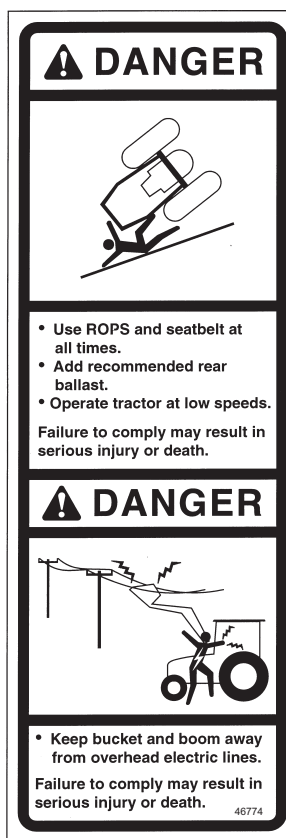 DANGER
• Use ROPS and seatbelt at
all times.
• Add recommended rear
ballast.
• Operate tractor at low speeds.
Failure to comply may result in
serious injury or death.
DANGER
• Keep bucket and boom away
from overhead electric lines.
Failure to comply may result in
serious injury or death.
46774